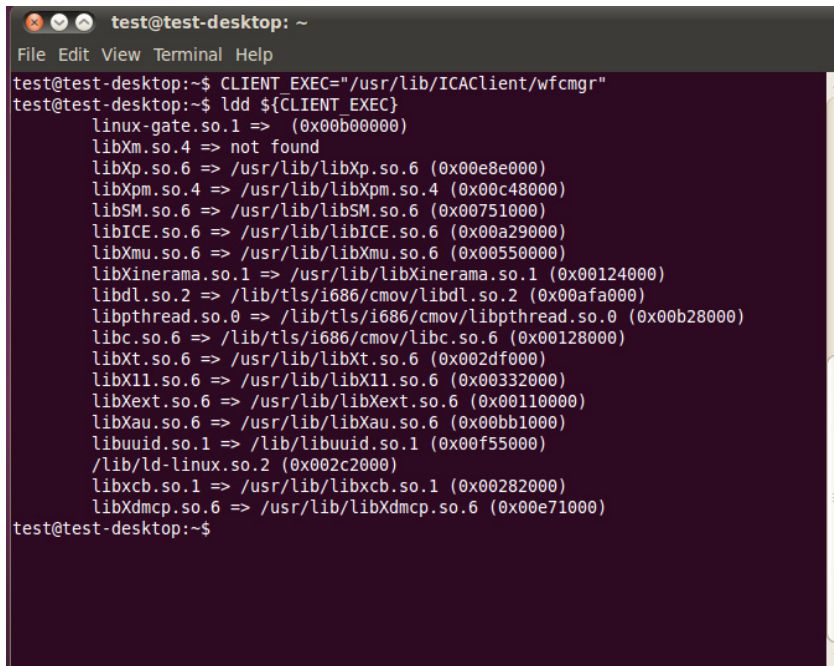 test@test-desktop: ~
File Edit View Terminal Help
test@test-desktop:~$ CLIENT_EXEC="/usr/lib/ICAClient/wfcmgr"
test@test-desktop:~$ ldd ${CLIENT_EXEC}
linux-gate.so.1 =>  (0x00b00000)
libXm.so.4 => not found
libXp.so.6 => /usr/lib/libXp.so.6 (0x00e8e000)
libXpm.so.4 => /usr/lib/libXpm.so.4 (0x00c48000)
libSM.so.6 => /usr/lib/libSM.so.6 (0x00751000)
libICE.so.6 => /usr/lib/libICE.so.6 (0x00a29000)
libXmu.so.6 => /usr/lib/libXmu.so.6 (0x00550000)
libXinerama.so.1 => /usr/lib/libXinerama.so.1 (0x00124000)
libdl.so.2 => /lib/tls/i686/cmov/libdl.so.2 (0x00afa000)
libpthread.so.0 => /lib/tls/i686/cmov/libpthread.so.0 (0x00b28000)
libc.so.6 => /lib/tls/i686/cmov/libc.so.6 (0x00128000)
libXt.so.6 => /usr/lib/libXt.so.6 (0x002df000)
libX11.so.6 => /usr/lib/libX11.so.6 (0x00332000)
libXext.so.6 => /usr/lib/libXext.so.6 (0x00110000)
libXau.so.6 => /usr/lib/libXau.so.6 (0x00bb1000)
libuuid.so.1 => /lib/libuuid.so.1 (0x00f55000)
/lib/ld-linux.so.2 (0x002c2000)
libxcb.so.1 => /usr/lib/libxcb.so.1 (0x00282000)
libXdmcp.so.6 => /usr/lib/libXdmcp.so.6 (0x00e71000)
test@test-desktop:~$